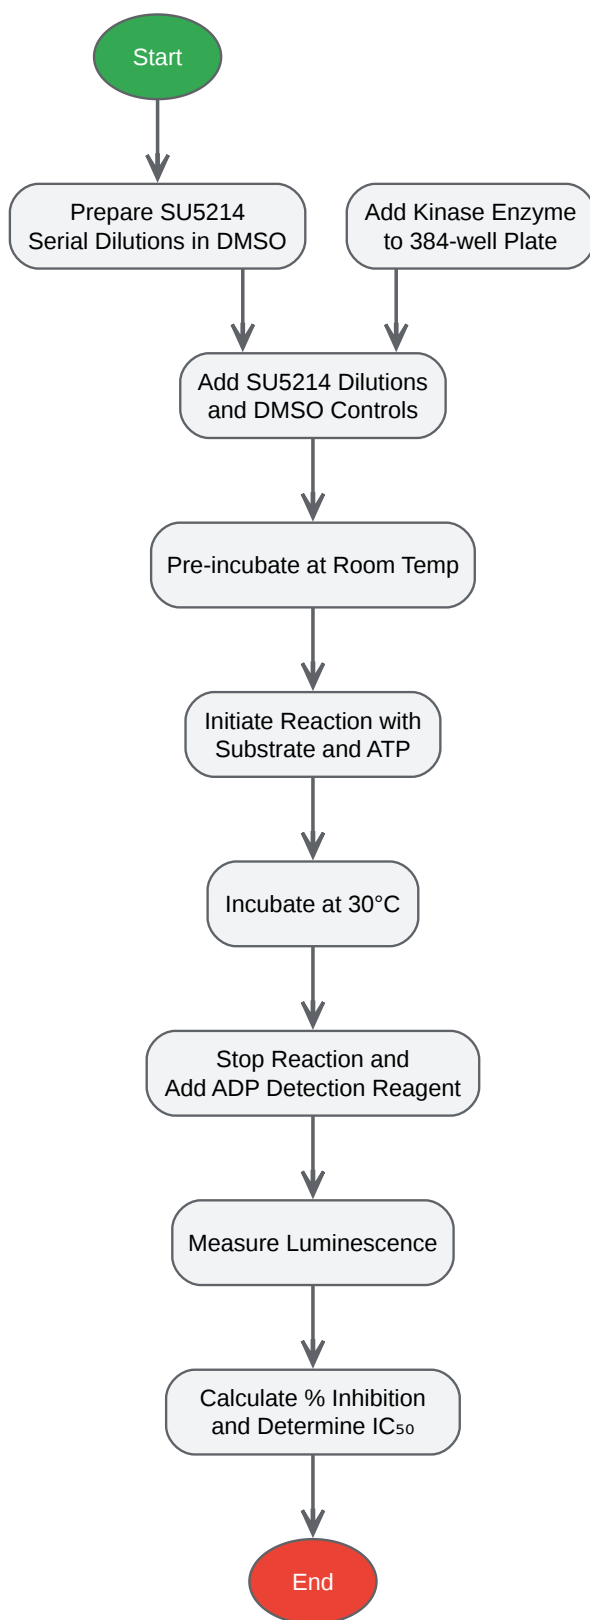 Start
Prepare SU5214
Serial Dilutions in DMSO
Add Kinase Enzyme
to 384-well Plate
Add SU5214 Dilutions
and DMSO Controls
Pre-incubate at Room Temp
Initiate Reaction with
Substrate and ATP
Incubate at 30°C
Stop Reaction and
Add ADP Detection Reagent
Measure Luminescence
Calculate % Inhibition
and Determine IC₅₀
End